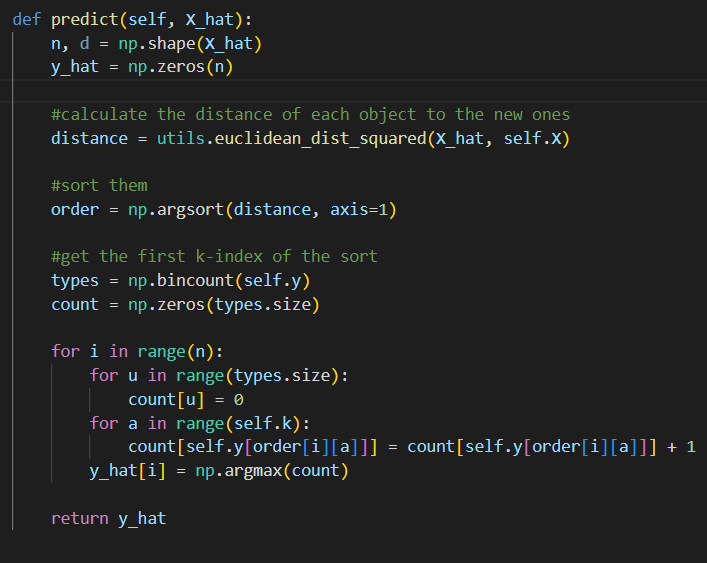 def predict(self, X_hat):
    n, d = np.shape(X_hat)
    y_hat = np.zeros(n)
    #calculate the distance of each object to the new ones
    distance = utils.euclidean_dist_squared(X_hat, self.X)
    #sort them
    order = np.argsort(distance, axis=1)
    #get the first k-index of the sort
    types = np.bincount(self.y)
    count = np.zeros(types.size)
    for i in range(n):
        for u in range(types.size):
            count[u] = 0
        for a in range(self.k):
            count[self.y[order[i][a]]] = count[self.y[order[i][a]]] + 1
        y_hat[i] = np.argmax(count)
    return y_hat